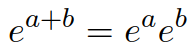 e^{a+b} = e^a e^b